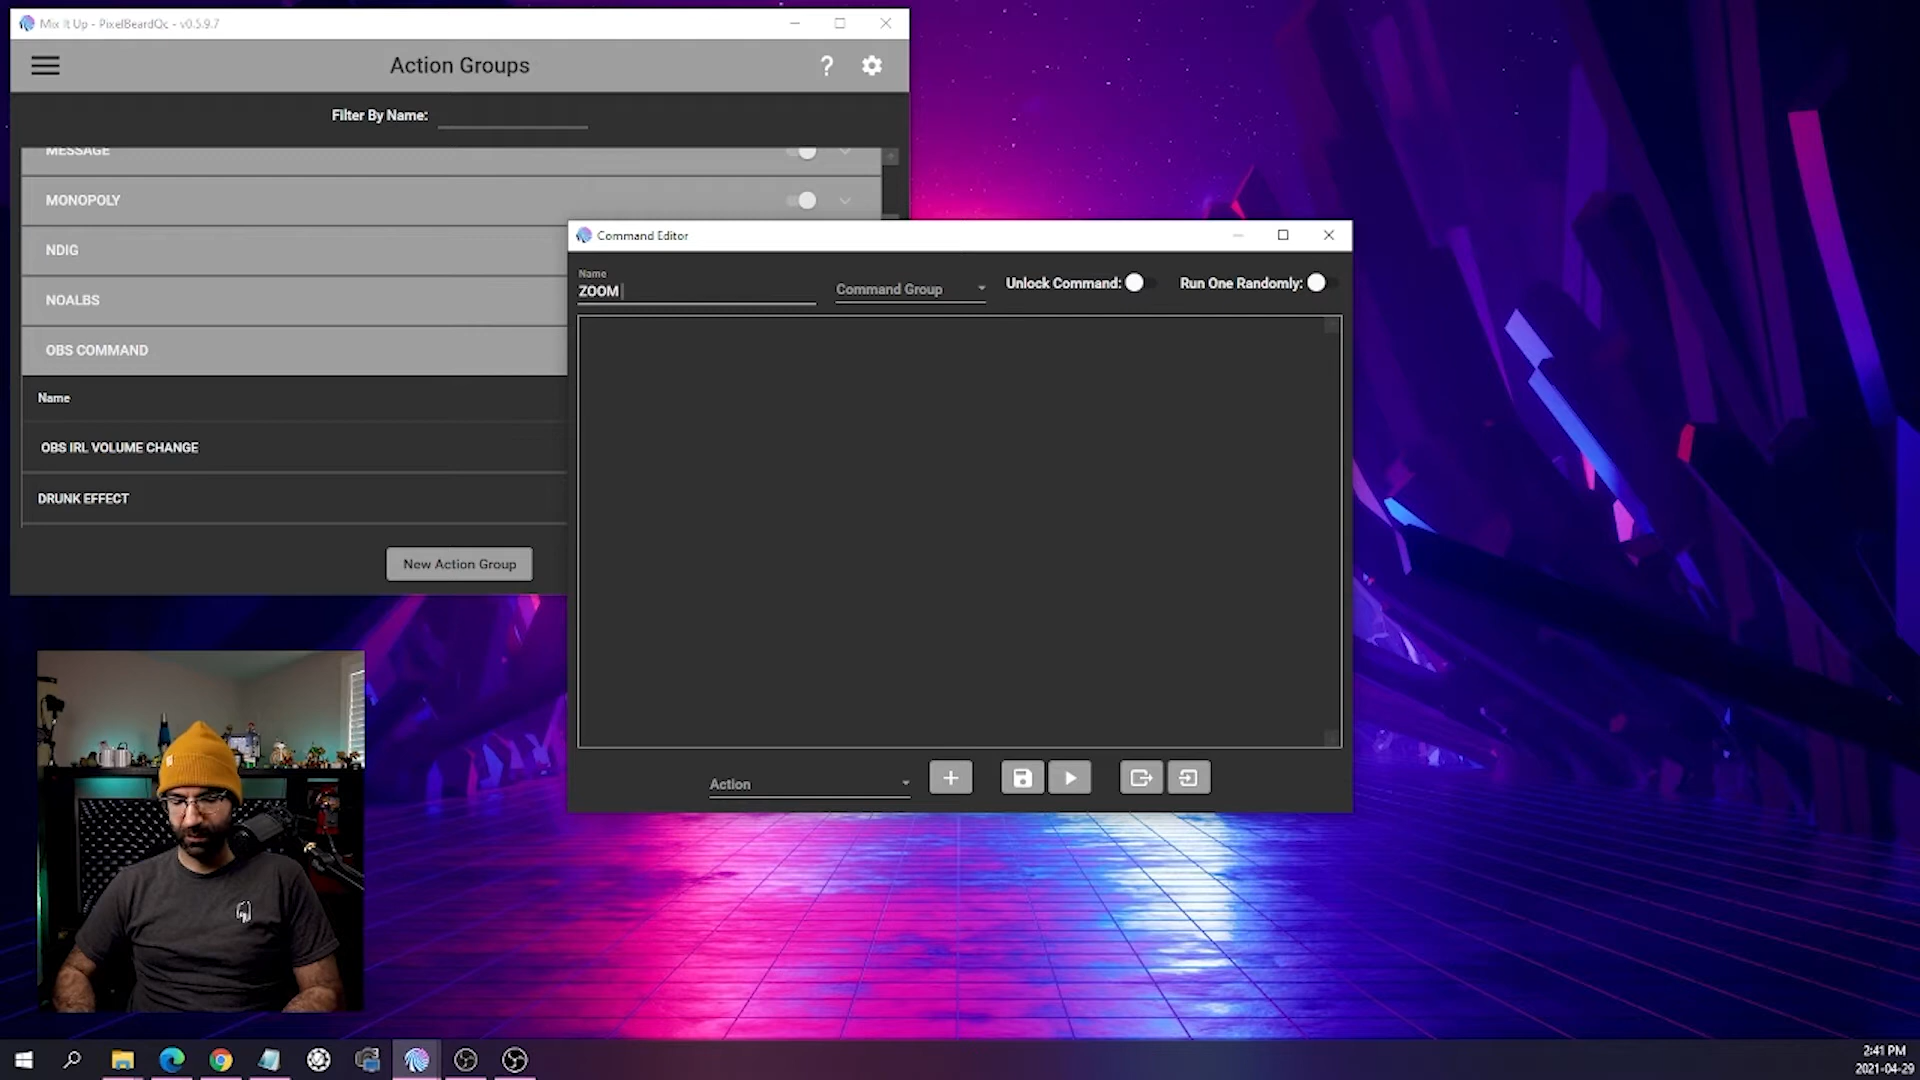 Mix It Up - PixelBeardQc - v0.5.9.7
Action Groups
?
Filter By Name:
MESSAGE
MONOPOLY
NDIG
NOALBS
OBS COMMAND
Name
OBS IRL VOLUME CHANGE
DRUNK EFFECT
New Action Group
Command Editor
Name
ZOOM
Command Group
Unlock Command:
Run One Randomly:
Action
2:41 PM
2021-04-29